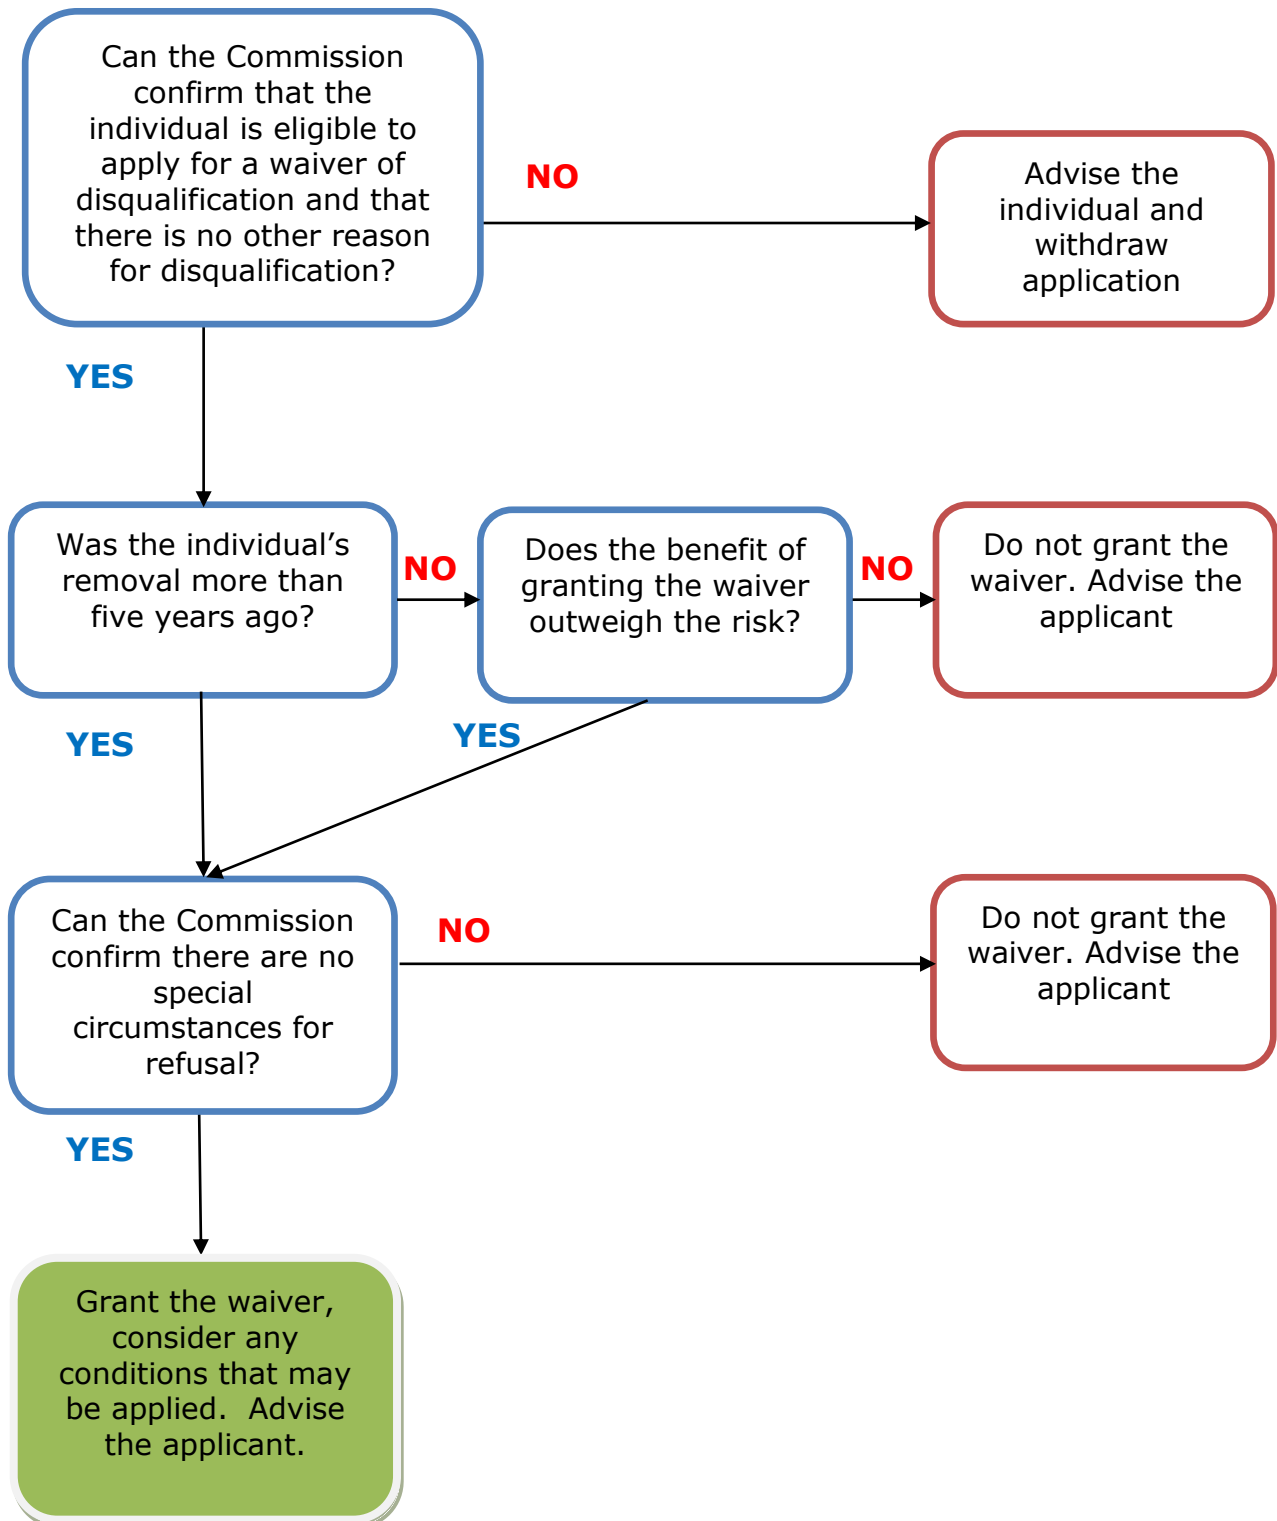 Can the Commission
confirm that the
individual is eligible to
apply for a waiver of
disqualification and that
there is no other reason
for disqualification?
NO
Advise the
individual and
withdraw
application
YES
Was the individual’s
removal more than
five years ago?
NO
Does the benefit of
granting the waiver
outweigh the risk?
NO
Do not grant the
waiver. Advise the
applicant
YES
YES
Can the Commission
confirm there are no
special
circumstances for
refusal?
NO
Do not grant the
waiver. Advise the
applicant
YES
Grant the waiver,
consider any
conditions that may
be applied.  Advise
the applicant.